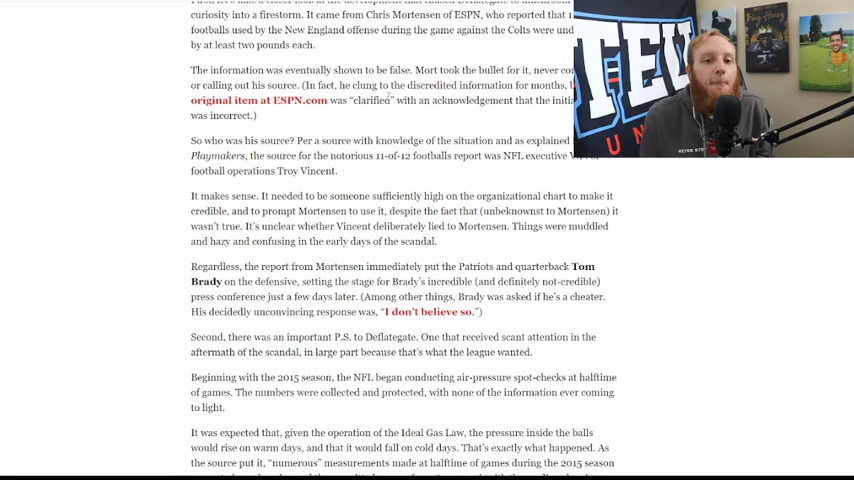 curiosity into a firestorm. It came from Chris Mortensen of ESPN, who reported that
footballs used by the New England offense during the game against the Colts were
by at least two pounds each.
The information was eventually shown to be false. Mort took the bullet for it, never
or calling out his source. (In fact, he clung to the discredited information for months,
original item at ESPN.com was “clarified” with an acknowledgement that the
was incorrect.)
So who was his source? Per a source with knowledge of the situation and as explained
Playmakers, the source for the notorious 11-of-12 footballs report was NFL executive
football operations Troy Vincent.
It makes sense. It needed to be someone sufficiently high on the organizational chart to make it
credible, and to prompt Mortensen to use it, despite the fact that (unbeknownst to Mortensen) it
wasn’t true. It’s unclear whether Vincent deliberately lied to Mortensen. Things were muddled
and hazy and confusing in the early days of the scandal.
Regardless, the report from Mortensen immediately put the Patriots and quarterback Tom
Brady on the defensive, setting the stage for Brady’s incredible (and definitely not-credible)
press conference just a few days later. (Among other things, Brady was asked if he’s a cheater.
His decidedly unconvincing response was, “I don’t believe so.”)
Second, there was an important P.S. to Deflategate. One that received scant attention in the
aftermath of the scandal, in large part because that’s what the league wanted.
Beginning with the 2015 season, the NFL began conducting air-pressure spot-checks at halftime
of games. The numbers were collected and protected, with none of the information ever coming
to light.
It was expected that, given the operation of the Ideal Gas Law, the pressure inside the balls
would rise on warm days, and that it would fall on cold days. That’s exactly what happened. As
the source put it, “numerous” measurements made at halftime of games during the 2015 season
TEU
UN
King Henry